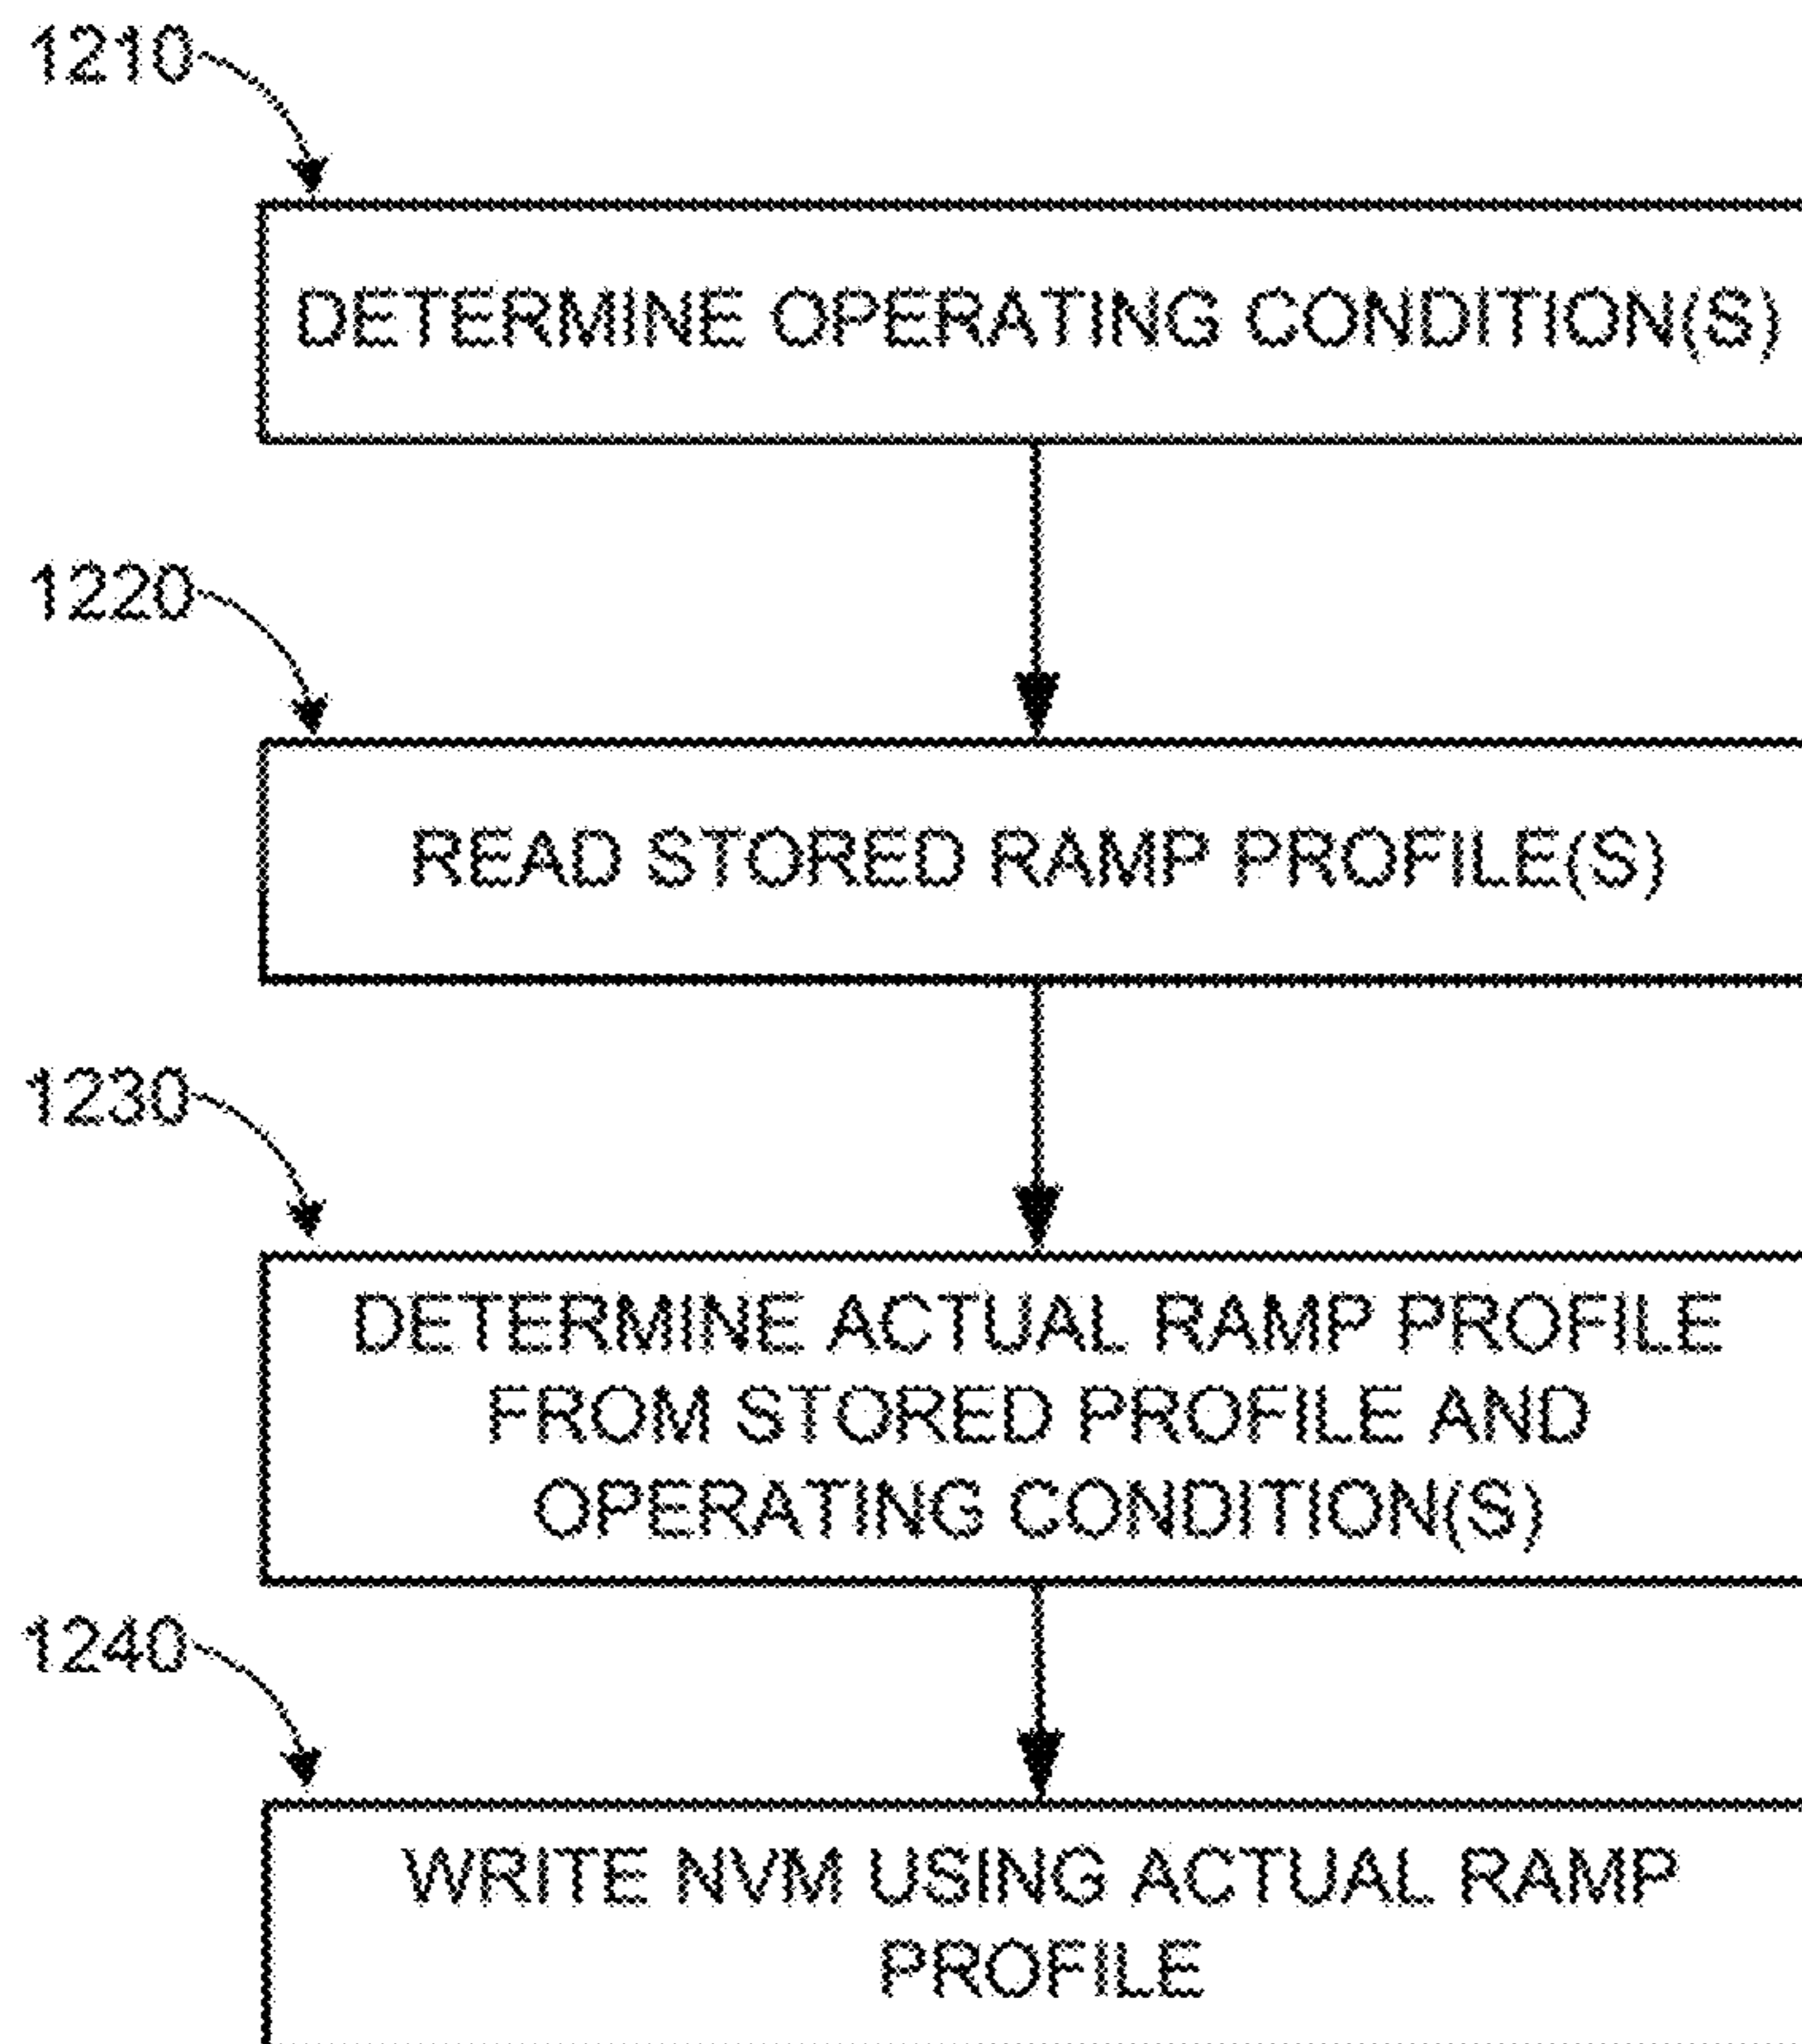 1210
DETERMINE OPERATING CONDITION(S)
1220
READ STORED RAMP PROFILE(S)
1230
DETERMINE ACTUAL RAMP PROFILE
FROM STORED PROFILE AND
OPERATING CONDITION(S)
1240
WRITE NVM USING ACTUAL RAMP
PROFILE